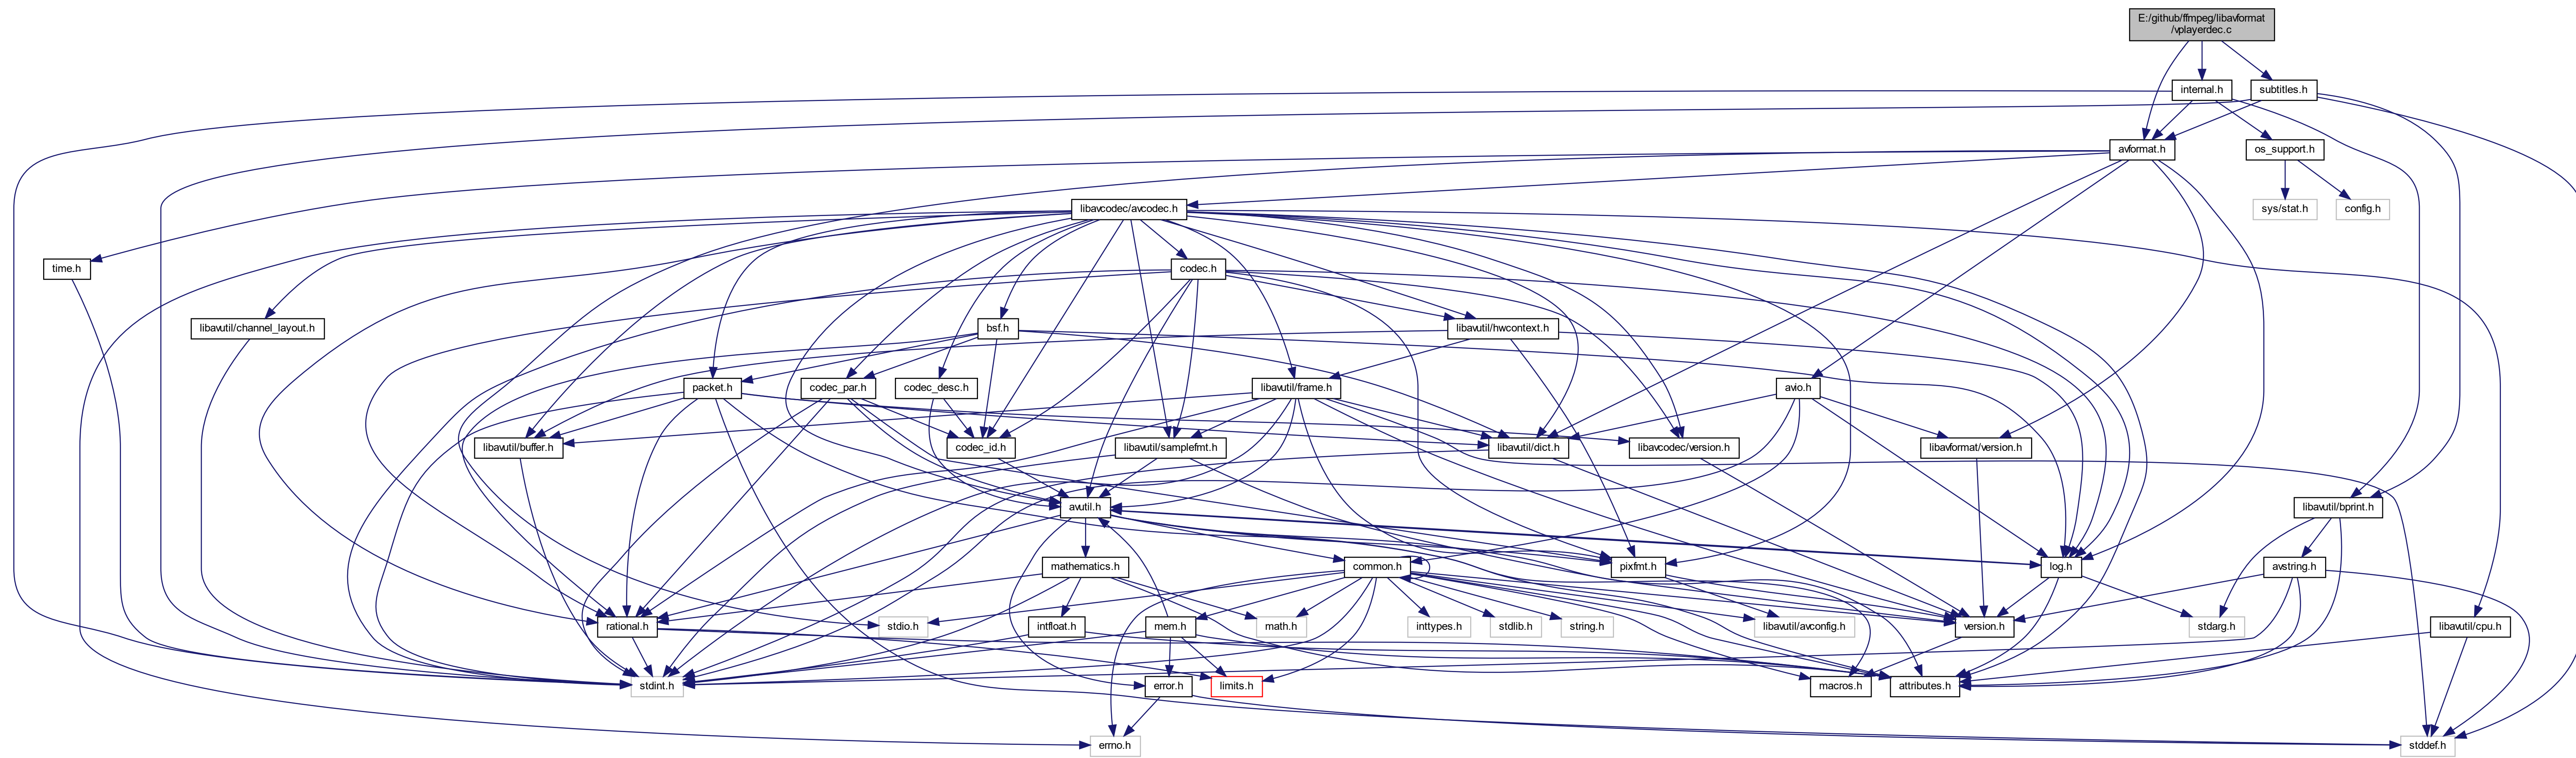 E:/github/ffmpeg/libavformat
/vplayerdec.c
internal.h
subtitles.h
avformat.h
os_support.h
libavcodec/avcodec.h
sys/stat.h
config.h
time.h
codec.h
libavutil/channel_layout.h
bsf.h
libavutil/hwcontext.h
packet.h
codec_par.h
codec_desc.h
libavutil/frame.h
avio.h
libavutil/buffer.h
codec_id.h
libavutil/samplefmt.h
libavutil/dict.h
libavcodec/version.h
libavformat/version.h
avutil.h
libavutil/bprint.h
mathematics.h
common.h
pixfmt.h
log.h
avstring.h
rational.h
stdio.h
intfloat.h
mem.h
math.h
inttypes.h
stdlib.h
string.h
libavutil/avconfig.h
version.h
stdarg.h
libavutil/cpu.h
stdint.h
error.h
limits.h
macros.h
attributes.h
errno.h
stddef.h